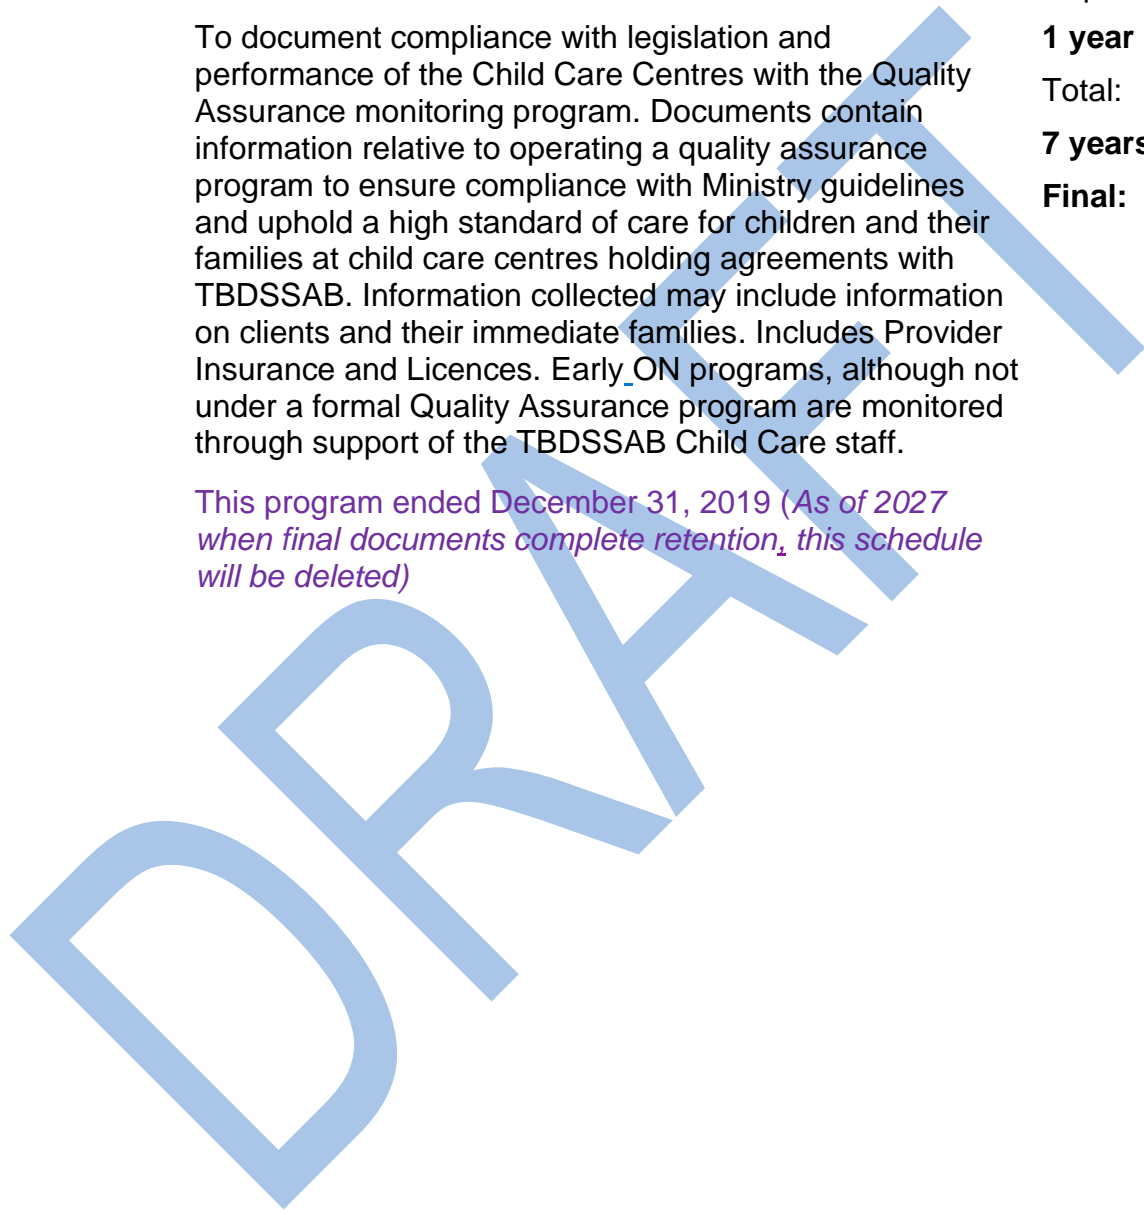 To document compliance with legislation and
performance of the Child Care Centres with the Quality
Assurance monitoring program. Documents contain
information relative to operating a quality assurance
program to ensure compliance with Ministry guidelines
and uphold a high standard of care for children and their
families at child care centres holding agreements with
TBDSSAB. Information collected may include information
on clients and their immediate families. Includes Provider
Insurance and Licences. Early ON programs, although not
under a formal Quality Assurance program are monitored
through support of the TBDSSAB Child Care staff.
This program ended December 31, 2019 (As of 2027
when final documents complete retention, this schedule
will be deleted)
1 year
Total:
7 years
Final:
DRAFT